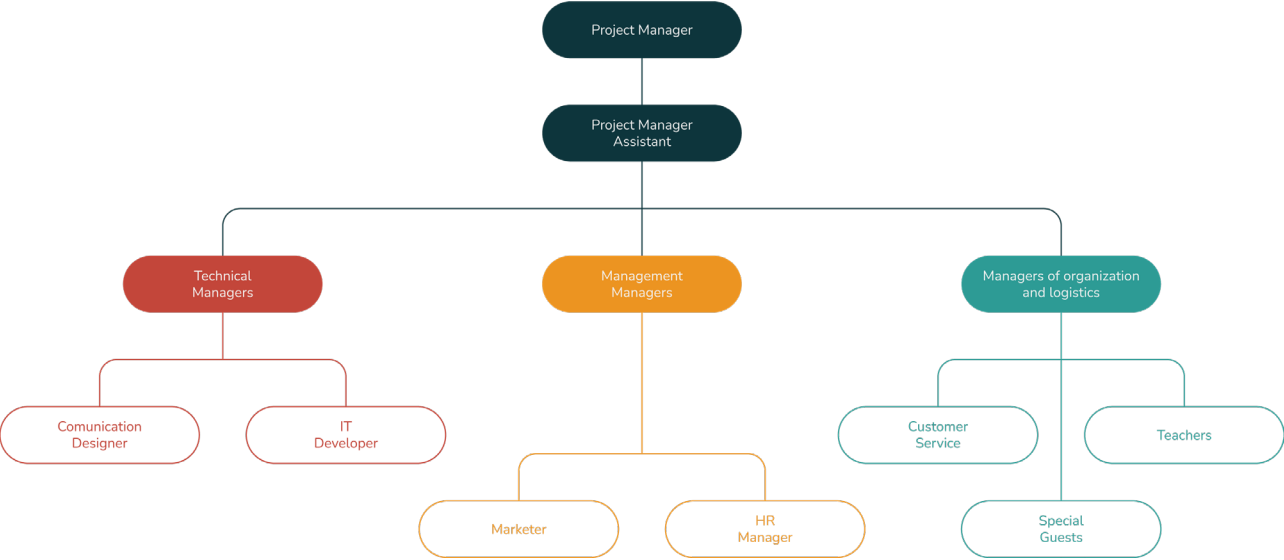 Project Manager
Project Manager
Assistant
Technical
Managers
Management
Managers
Managers of organization
and logistics
Comunication
Designer
IT
Developer
Customer
Service
Teachers
Marketer
HR
Manager
Special
Guests